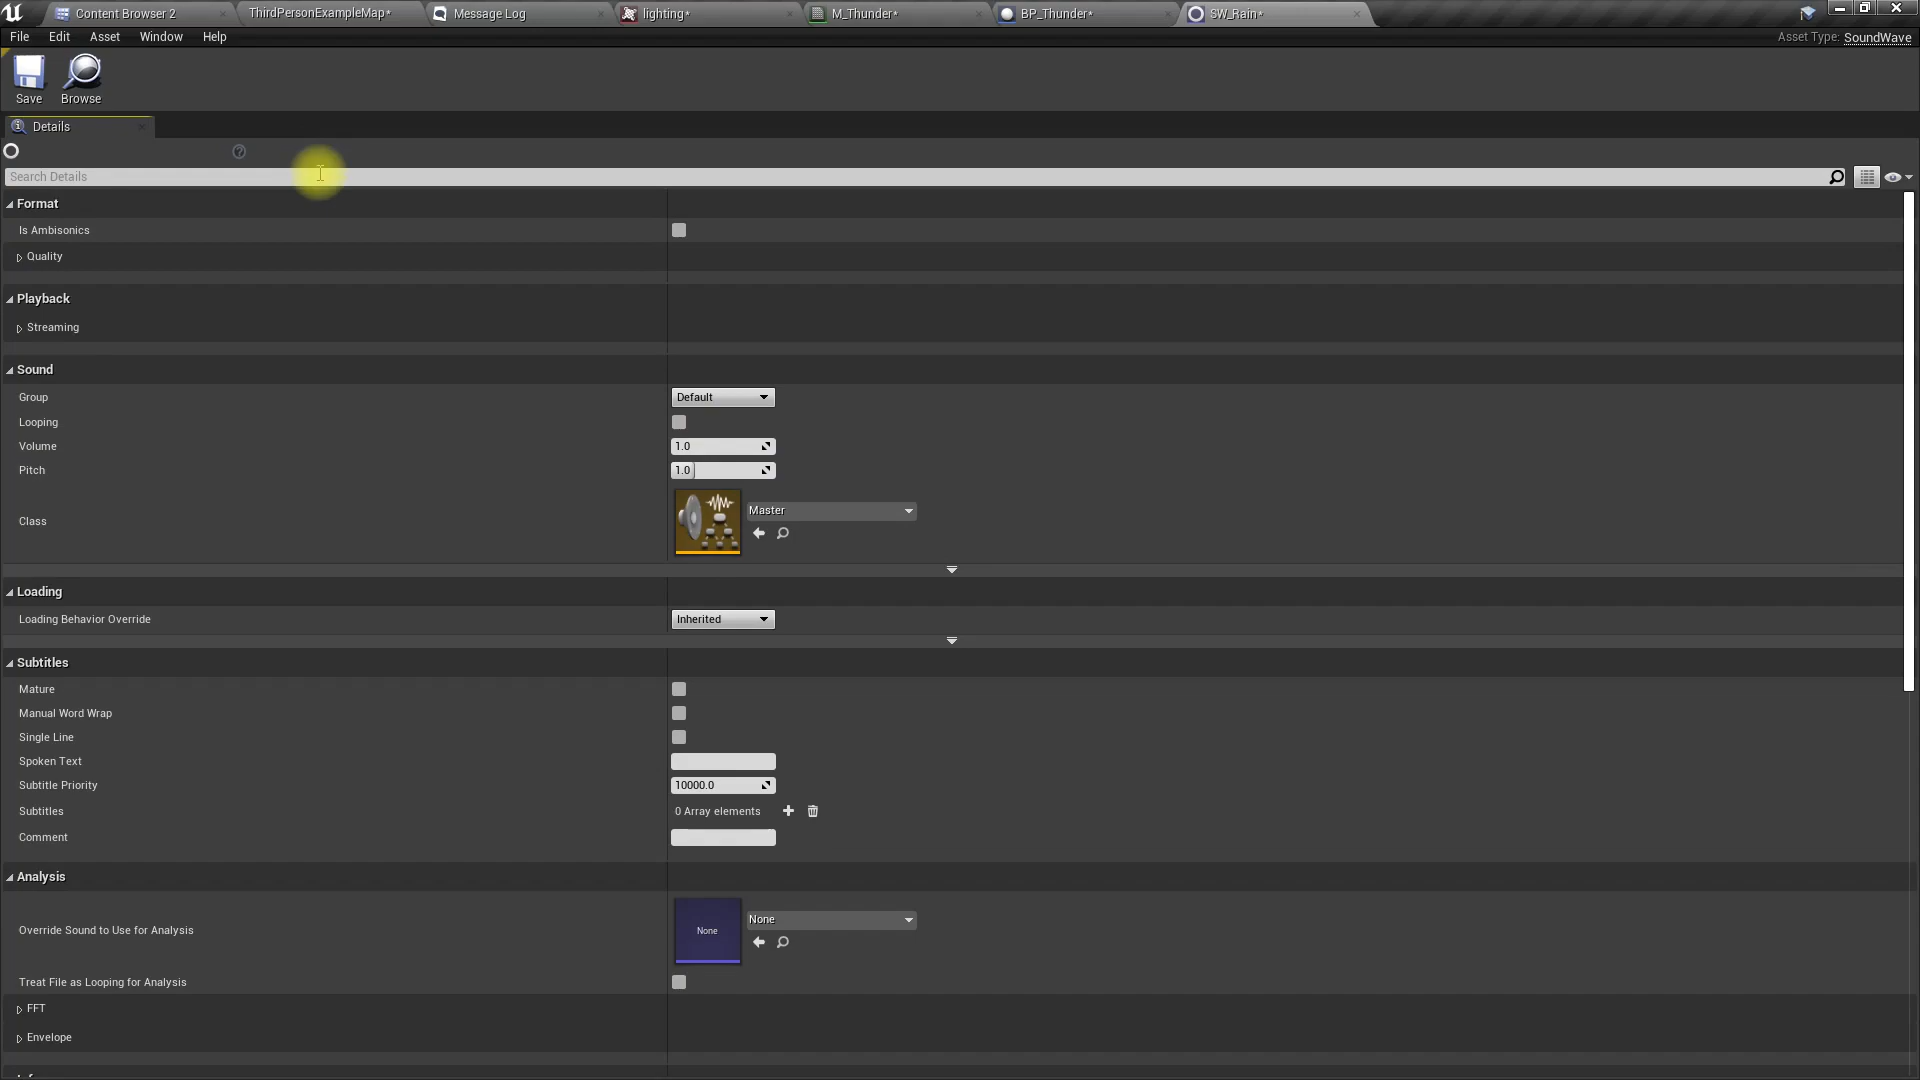 Content Browser 2
ThirdPersonExampleMap*
Message Log
lighting*
M_Thunder*
BP_Thunder*
SW_Rain*
File Edit Asset Window Help
Asset Type: SoundWave
Save Browse
Details
Search Details
Format
Is Ambisonics
Quality
Playback
Streaming
Sound
Group Default
Looping
Volume 1.0
Pitch 1.0
Class Master
Loading
Loading Behavior Override Inherited
Subtitles
Mature
Manual Word Wrap
Single Line
Spoken Text
Subtitle Priority 10000.0
Subtitles 0 Array elements
Comment
Analysis
Override Sound to Use for Analysis None None
Treat File as Looping for Analysis
FFT
Envelope